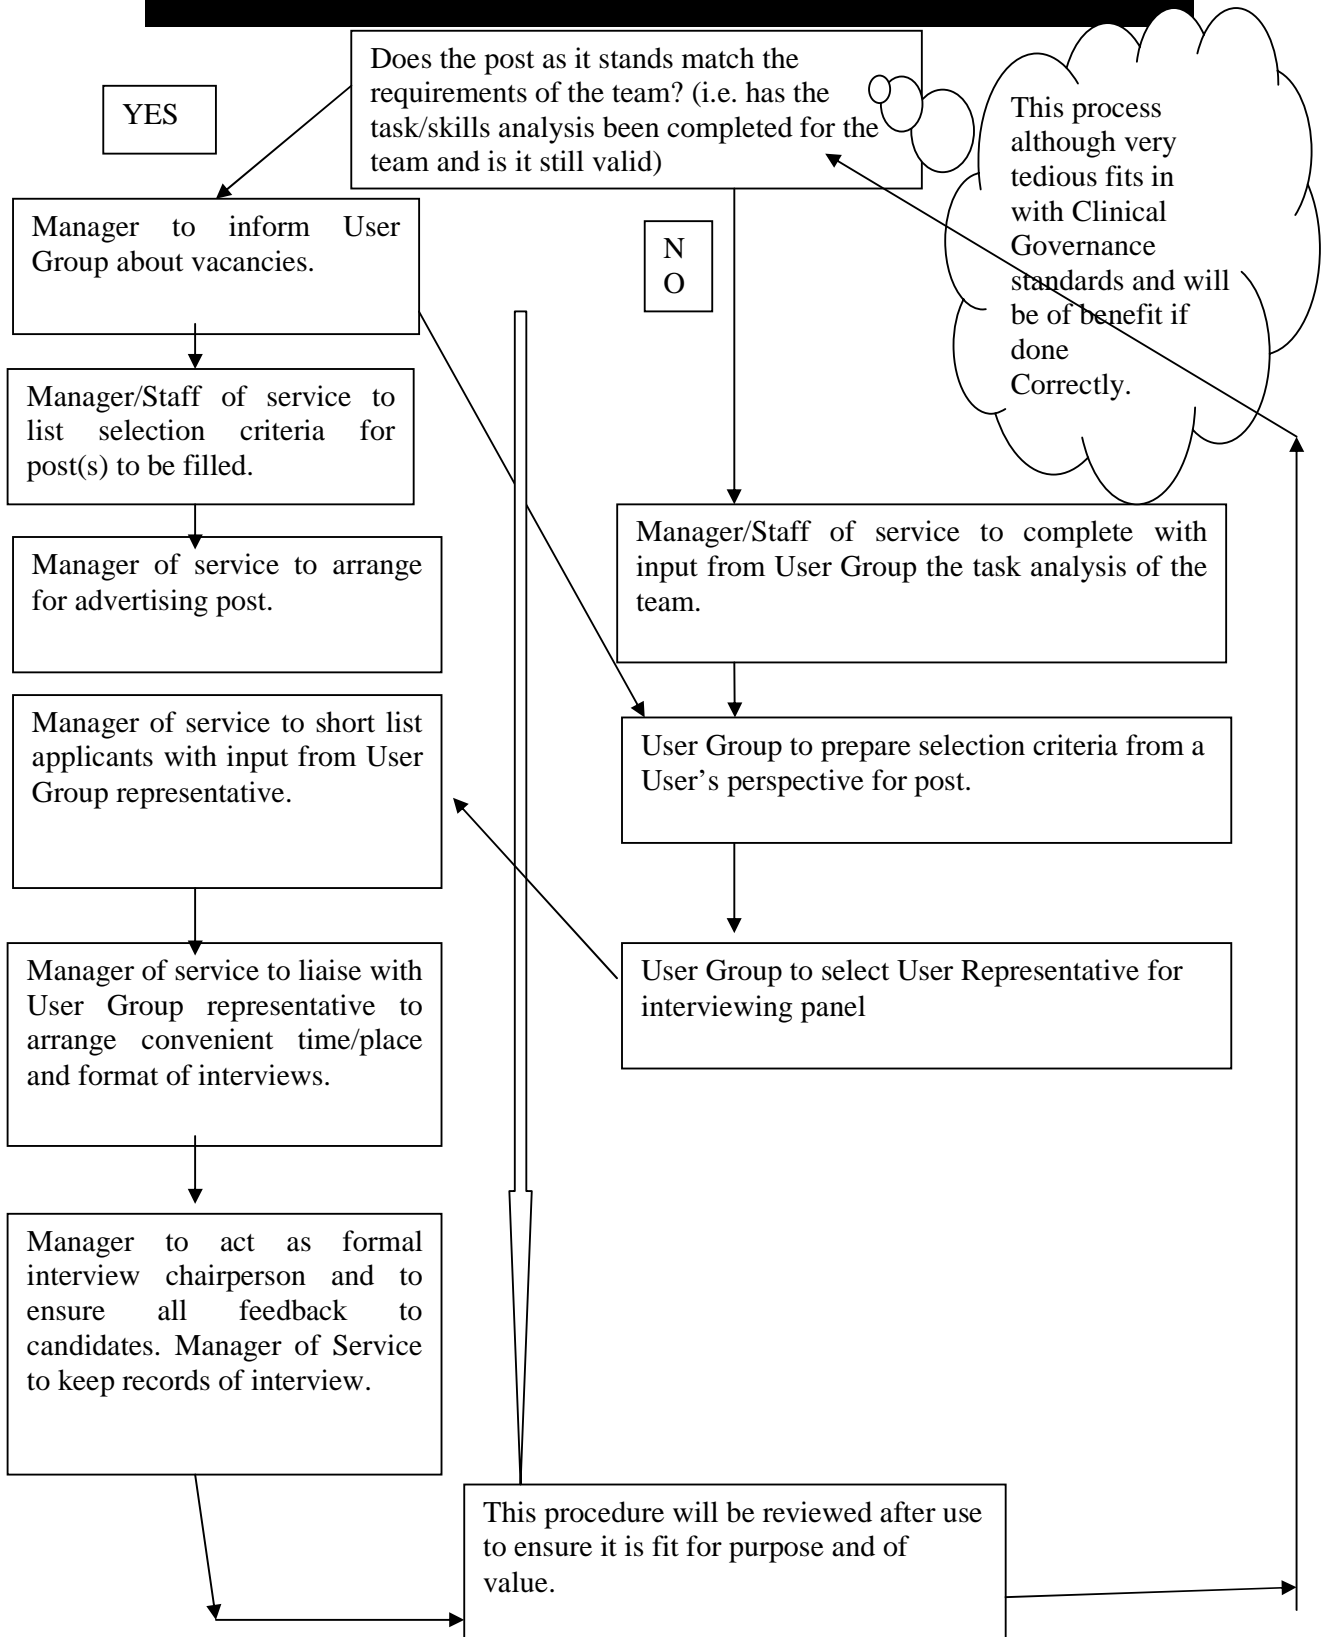 Does the post as it stands match the
requirements of the team? (i.e. has the
task/skills analysis been completed for the
team and is it still valid)
This process
although very
tedious fits in
with Clinical
Governance
standards and will
be of benefit if
done
Correctly.
YES
N
O
Manager to inform User
Group about vacancies.
Manager/Staff of service to
list selection criteria for
post(s) to be filled.
Manager of service to arrange
for advertising post.
Manager/Staff of service to complete with
input from User Group the task analysis of the
team.
Manager of service to short list
applicants with input from User
Group representative.
User Group to prepare selection criteria from a
User's perspective for post.
Manager of service to liaise with
User Group representative to
arrange convenient time/place
and format of interviews.
User Group to select User Representative for
interviewing panel
Manager to act as formal
interview chairperson and to
ensure all feedback to
candidates. Manager of Service
to keep records of interview.
This procedure will be reviewed after use
to ensure it is fit for purpose and of
value.